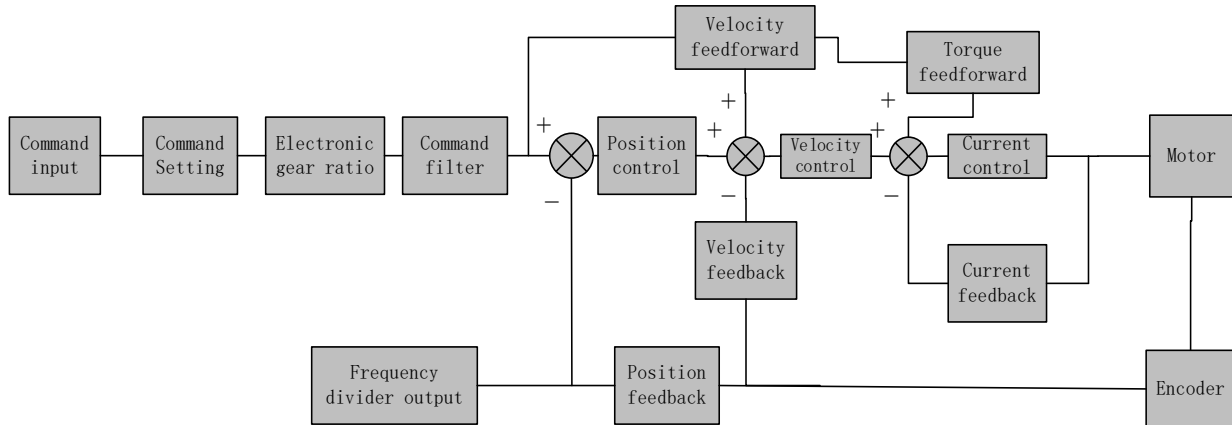 Velocity
feedforward
Torque
feedforward
+
+
+
+
+
Command
input
Command
Setting
Electronic
gear ratio
Command
filter
Position
control
Velocity
control
Current
control
Motor
−
−
−
Velocity
feedback
Current
feedback
Frequency
divider output
Position
feedback
Encoder